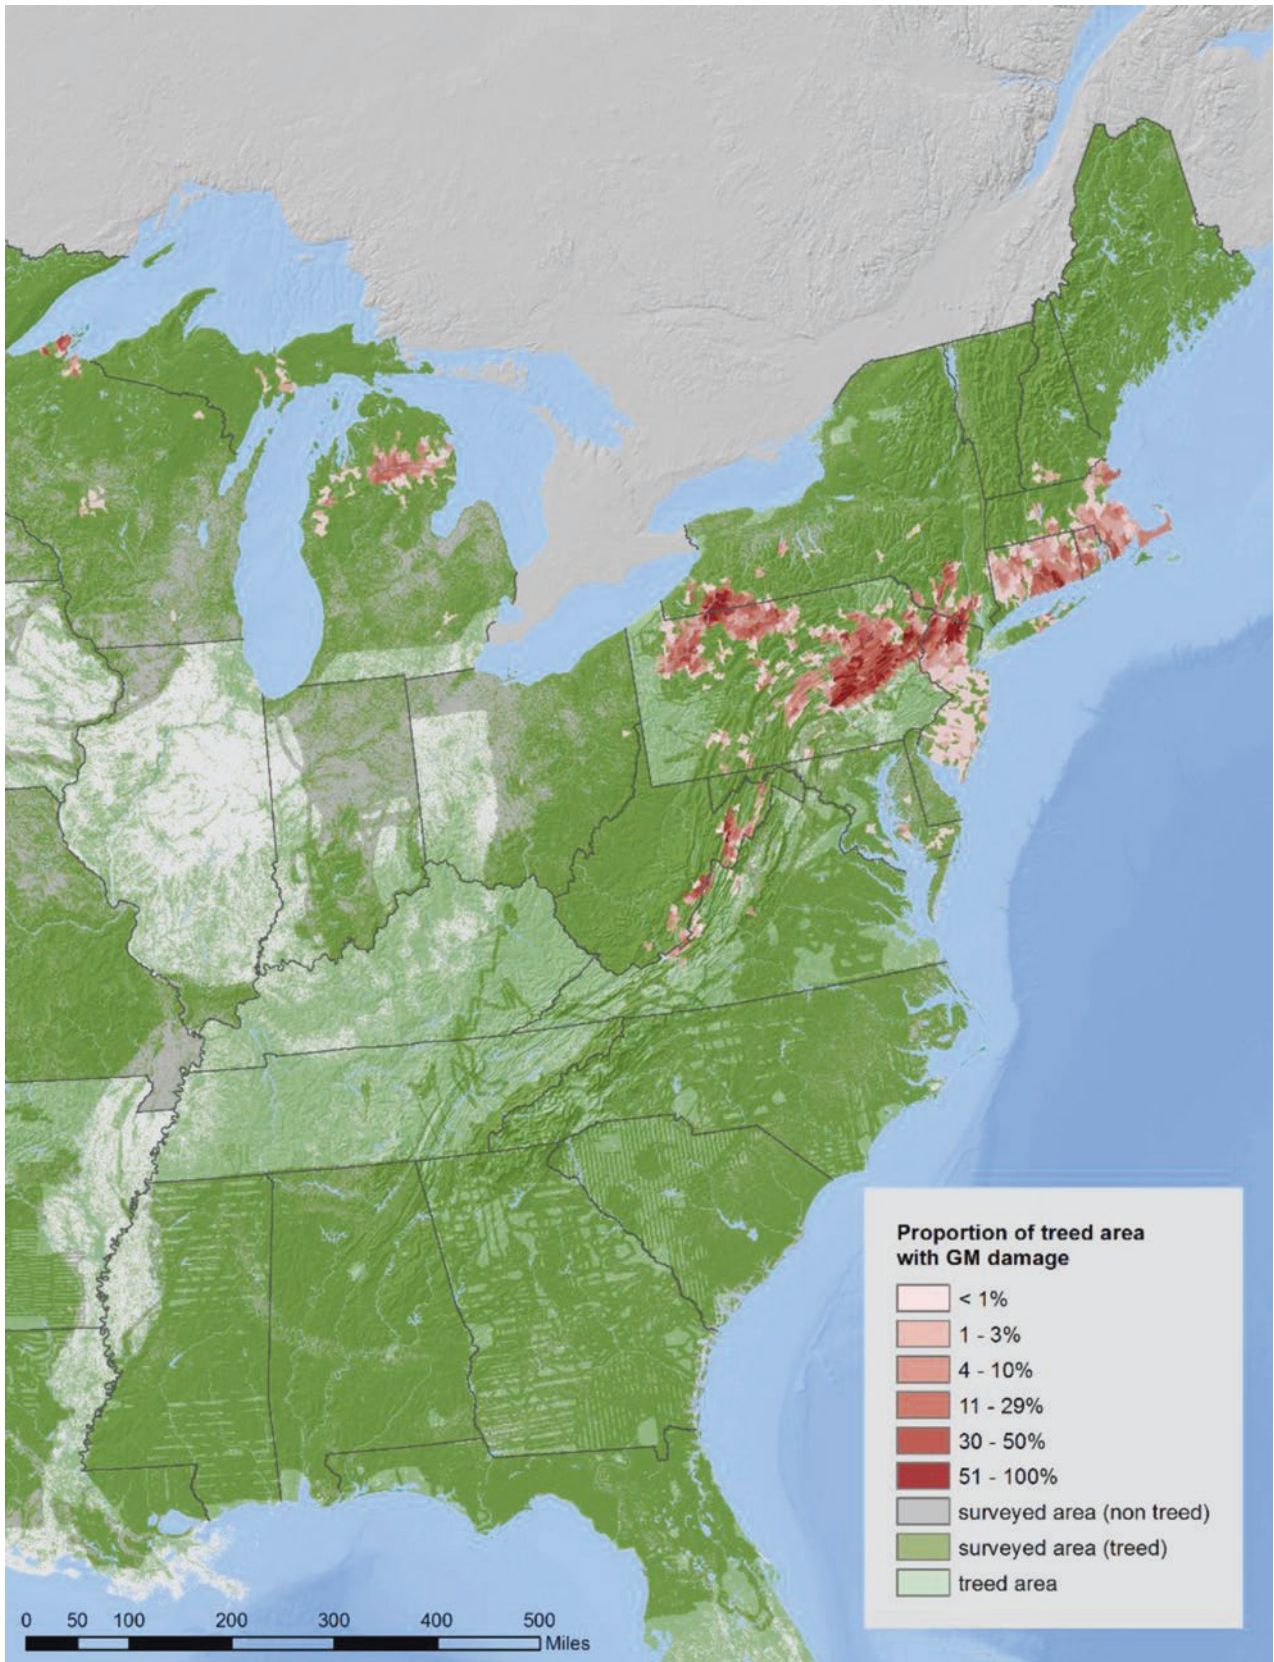 Proportion of treed area
with GM damage
< 1%
1 - 3%
4 - 10%
11 - 29%
30 - 50%
51 - 100%
surveyed area (non treed)
surveyed area (treed)
treed area
0 50 100 200 300 400 500
Miles